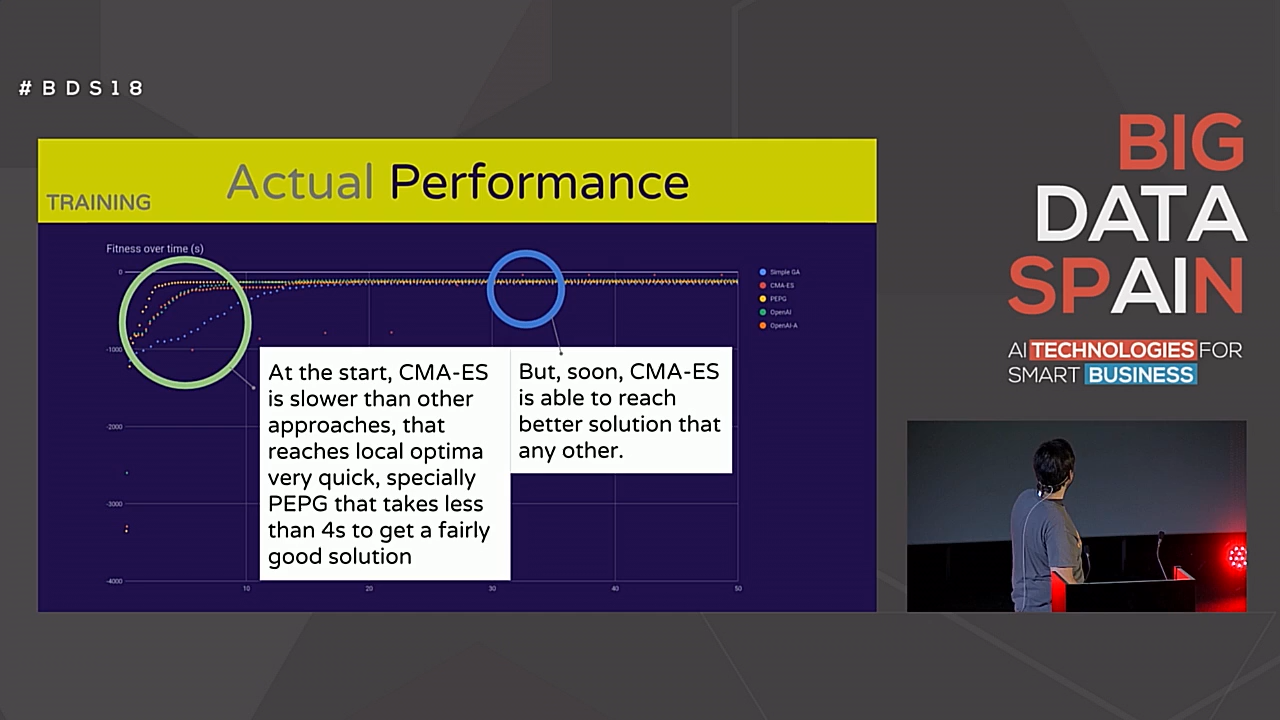 #BDS18
Actual Performance
TRAINING
Fitness over time (s)
0
-1000
-2000
-3000
-4000
10
20
30
40
50
Simple GA
CMA-ES
PEPG
OpenAI
OpenAI-A
At the start, CMA-ES
is slower than other
approaches, that
reaches local optima
very quick, specially
PEPG that takes less
than 4s to get a fairly
good solution
But, soon, CMA-ES
is able to reach
better solution that
any other.
BIG
DATA
SPAIN
AI TECHNOLOGIES FOR
SMART BUSINESS